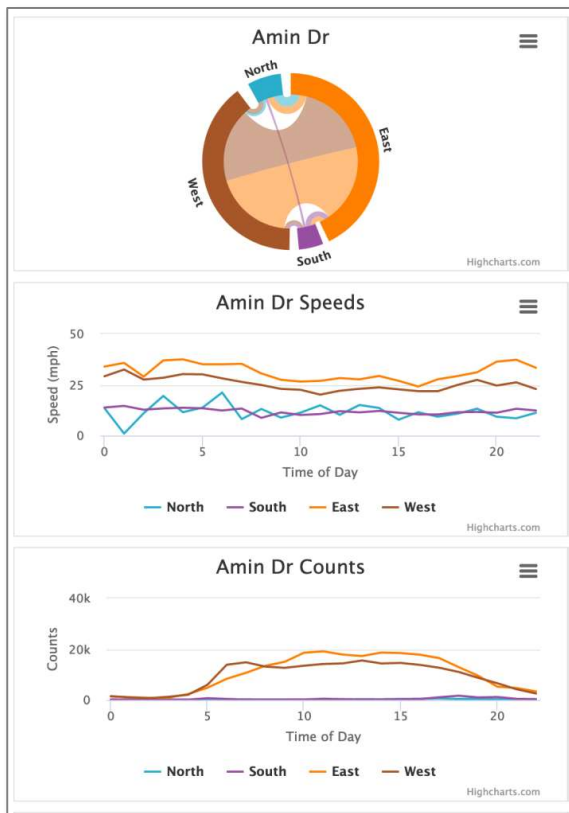 Amin Dr
North
East
West
South
Highcharts.com
Amin Dr Speeds
50
25
0
Speed (mph)
0 5 10 15 20
Time of Day
North South East West
Highcharts.com
Amin Dr Counts
40k
20k
0
Counts
0 5 10 15 20
Time of Day
North South East West
Highcharts.com